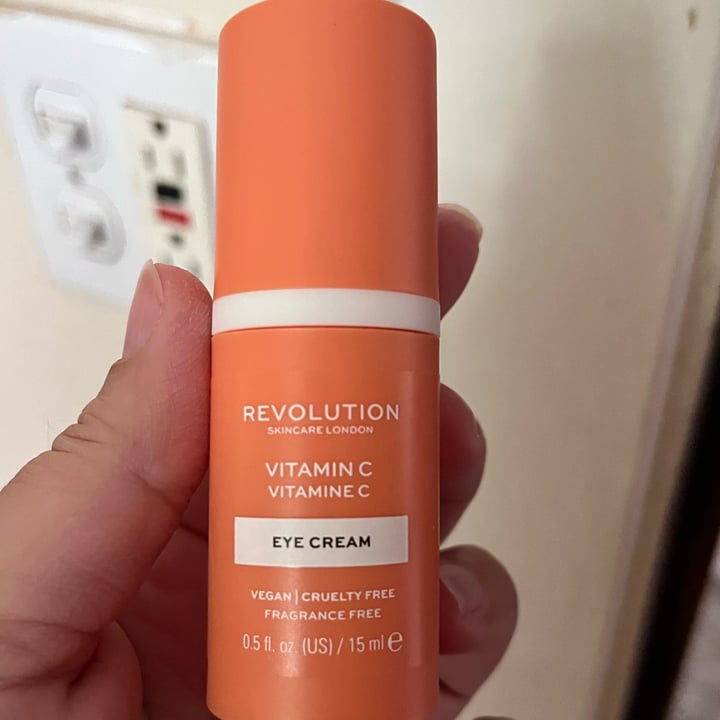 REVOLUTION
SKINCARE LONDON
VITAMIN C
VITAMINE C
EYE CREAM
VEGAN | CRUELTY FREE
FRAGRANCE FREE
0.5 fl. oz. (US) / 15 ml ℮